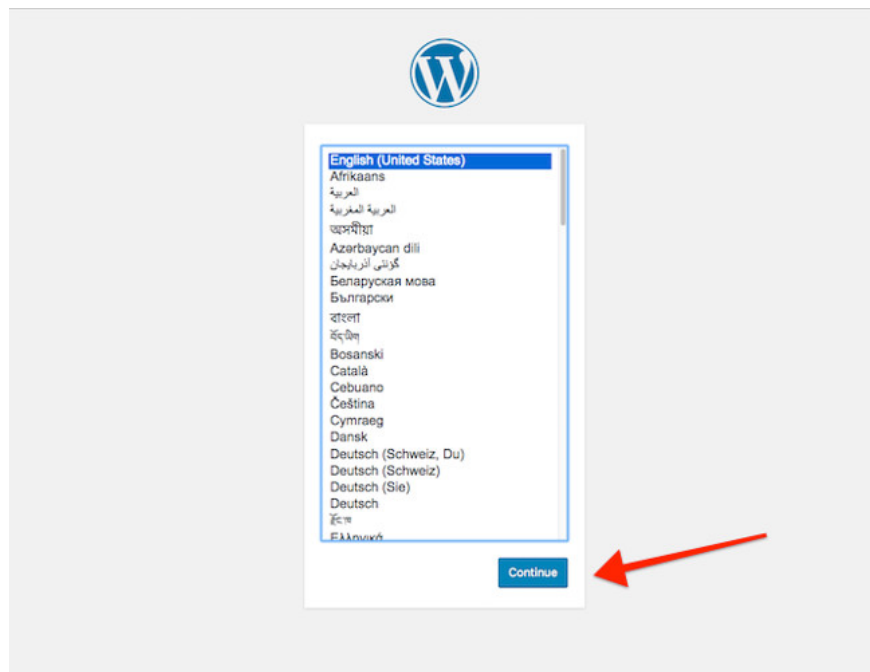 English (United States)
Afrikaans
العربية
العربية المغربية
অসমীয়া
Azərbaycan dili
گؤنئی آذربایجان
Беларуская мова
Български
বাংলা
བོད་ཡིག
Bosanski
Català
Cebuano
Čeština
Cymraeg
Dansk
Deutsch (Schweiz, Du)
Deutsch (Schweiz)
Deutsch (Sie)
Deutsch
རྫོང་ཁ
Ελληνικά
Continue